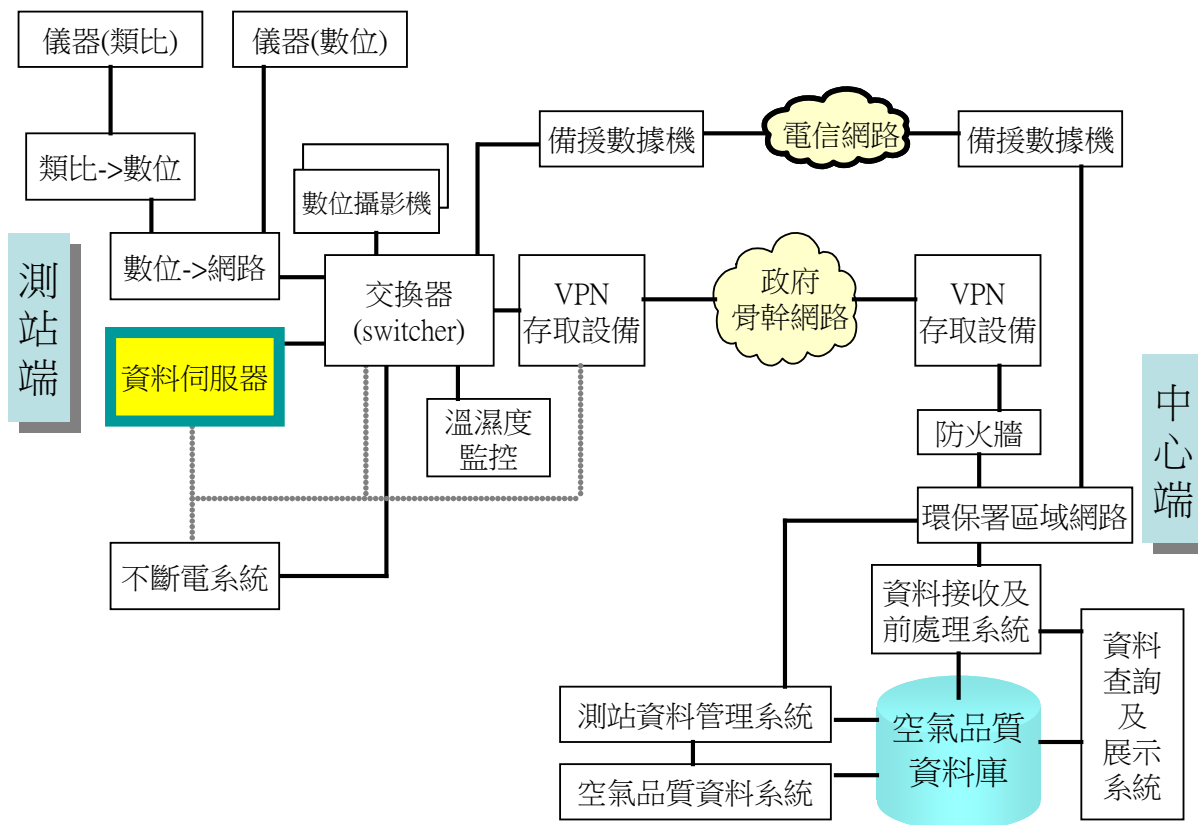 儀器(類比)
儀器(數位)
備援數據機
電信網路
備援數據機
類比->數位
數位攝影機
測站端
數位->網路
交換器
(switcher)
VPN
存取設備
政府
骨幹網路
VPN
存取設備
資料伺服器
溫濕度
監控
防火牆
中心端
環保署區域網路
不斷電系統
資料接收及
前處理系統
資料
查詢
及
展示
系統
測站資料管理系統
空氣品質
資料庫
空氣品質資料系統